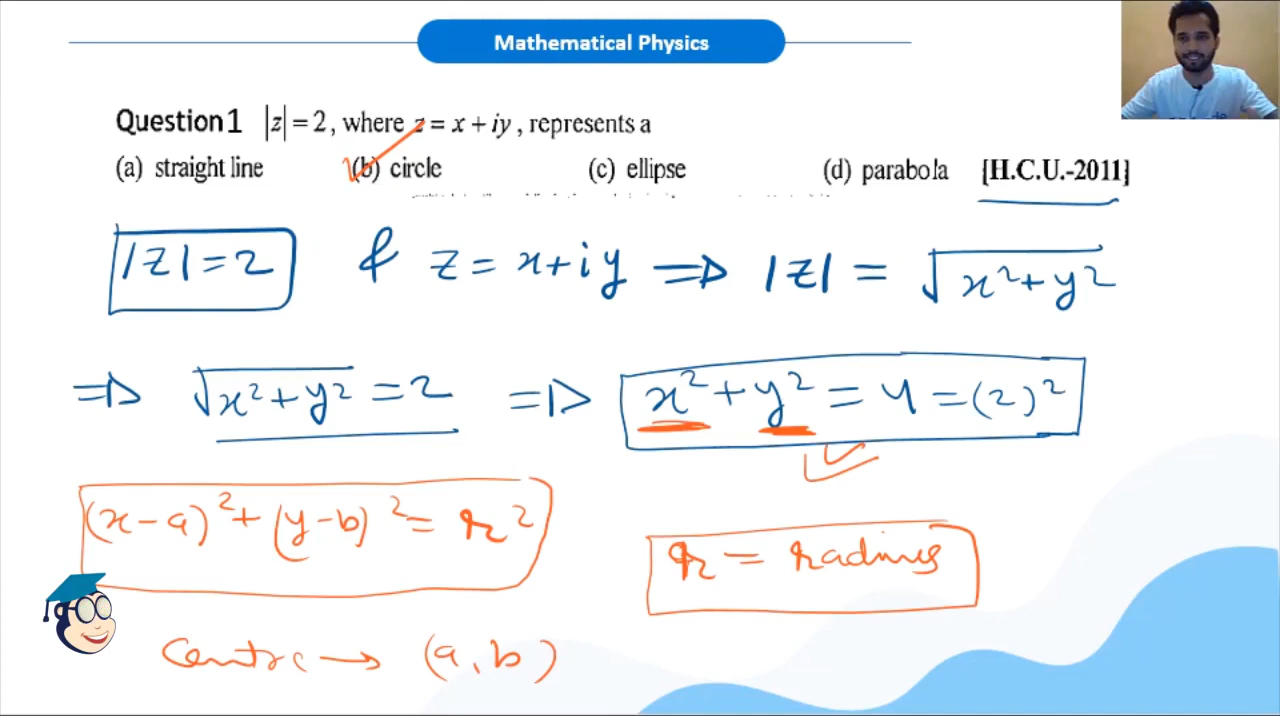 Mathematical Physics
Question 1 |z| = 2, where z = x + iy, represents a
(a) straight line (b) circle (c) ellipse (d) parabola [H.C.U.-2011]
|Z| = 2 & z = x + iy ⇒ |Z| = √x² + y²
⇒ √x² + y² = 2 ⇒ x² + y² = 4 = (2)²
(x - a)² + (y - b)² = r²
r = radius
Centre → (a, b)